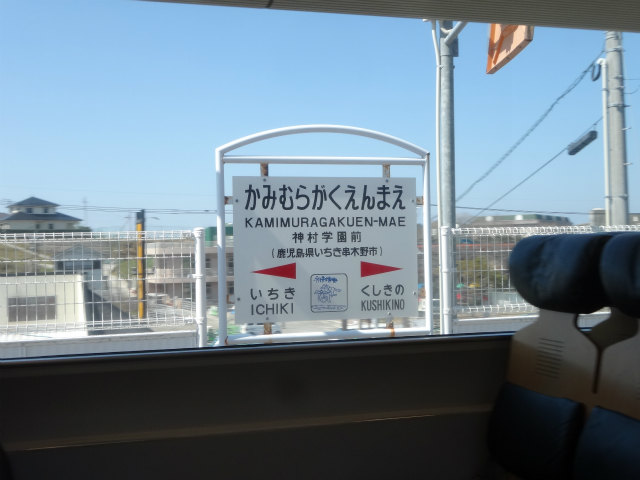 かみむらがくえんまえ
KAMIMURAGAKUEN-MAE
神村学園前
(鹿児島県いちき串木野市)
いちき くしきの
ICHIKI KUSHIKINO